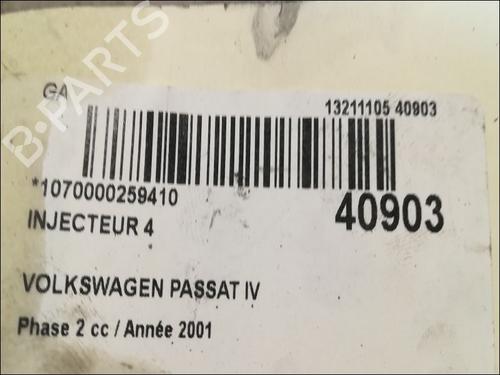 GA
13211105 40903
*1070000259410
40903
INJECTEUR 4
VOLKSWAGEN PASSAT IV
Phase 2 cc / Année 2001
B-PARTS